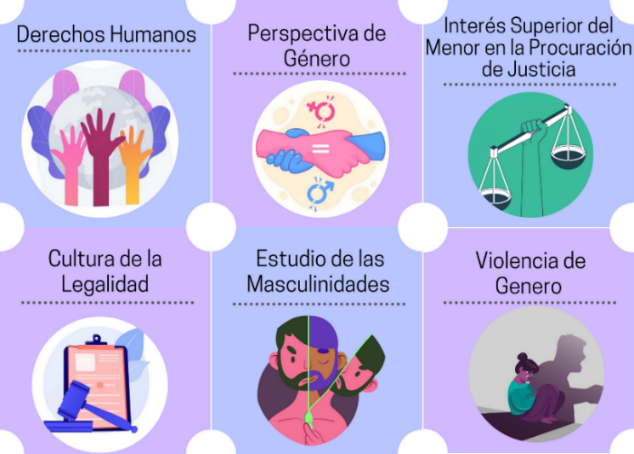 Derechos Humanos
Perspectiva de
Género
Interés Superior del
Menor en la Procuración
de Justicia
Cultura de la
Legalidad
Estudio de las
Masculinidades
Violencia de
Genero